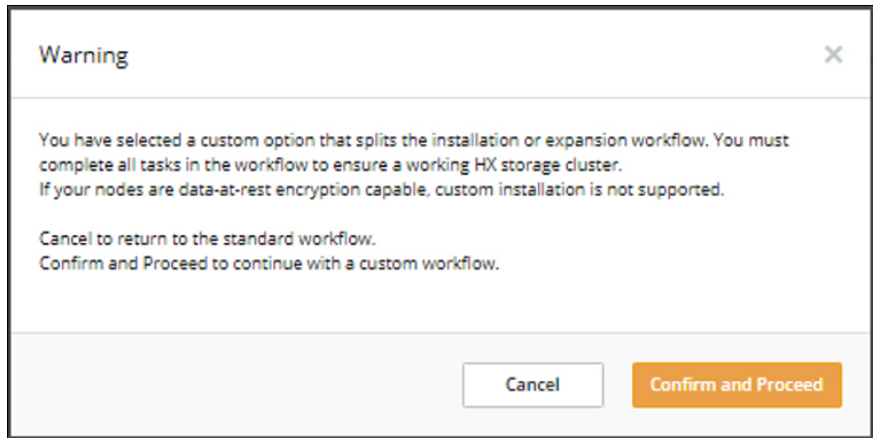 Warning
×
You have selected a custom option that splits the installation or expansion workflow. You must
complete all tasks in the workflow to ensure a working HX storage cluster.
If your nodes are data-at-rest encryption capable, custom installation is not supported.
Cancel to return to the standard workflow.
Confirm and Proceed to continue with a custom workflow.
Cancel
Confirm and Proceed